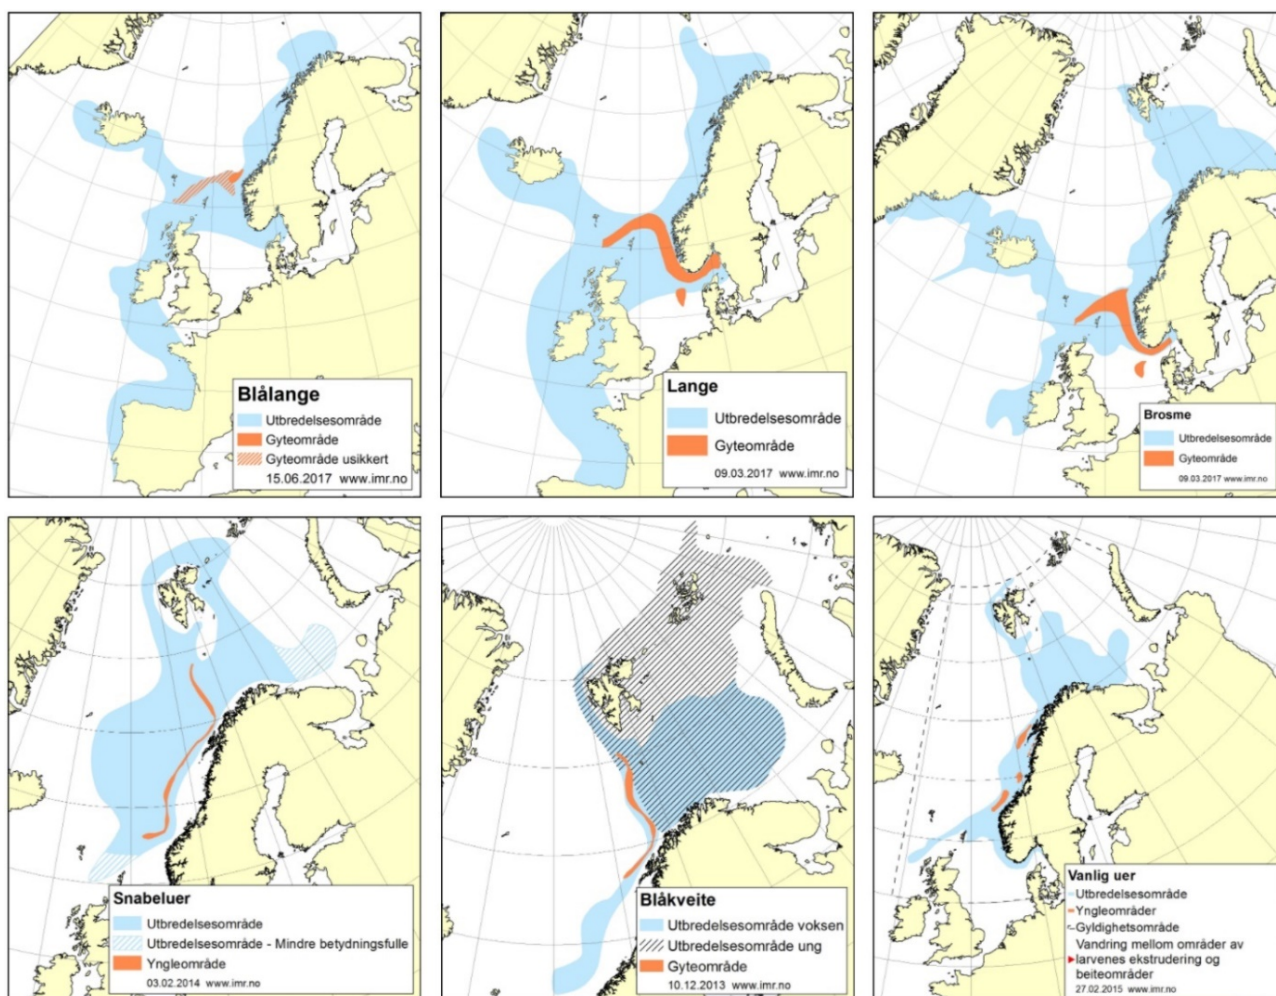 Blålange
Utbredelsesområde
Gyteområde
Gyteområde usikkert
15.06.2017 www.imr.no
Lange
Utbredelsesområde
Gyteområde
09.03.2017 www.imr.no
Brosme
Utbredelsesområde
Gyteområde
09.03.2017 www.imr.no
Snabeluer
Utbredelsesområde
Utbredelsesområde - Mindre betydningsfulle
Yngleområde
03.02.2014 www.imr.no
Blåkveite
Utbredelsesområde voksen
Utbredelsesområde ung
Gyteområde
10.12.2013 www.imr.no
Vanlig uer
Utbredelsesområde
Yngleområder
Gyldighetsområde
Vandring mellom områder av
larvenes ekstrudering og
beiteområder
27.02.2015 www.imr.no